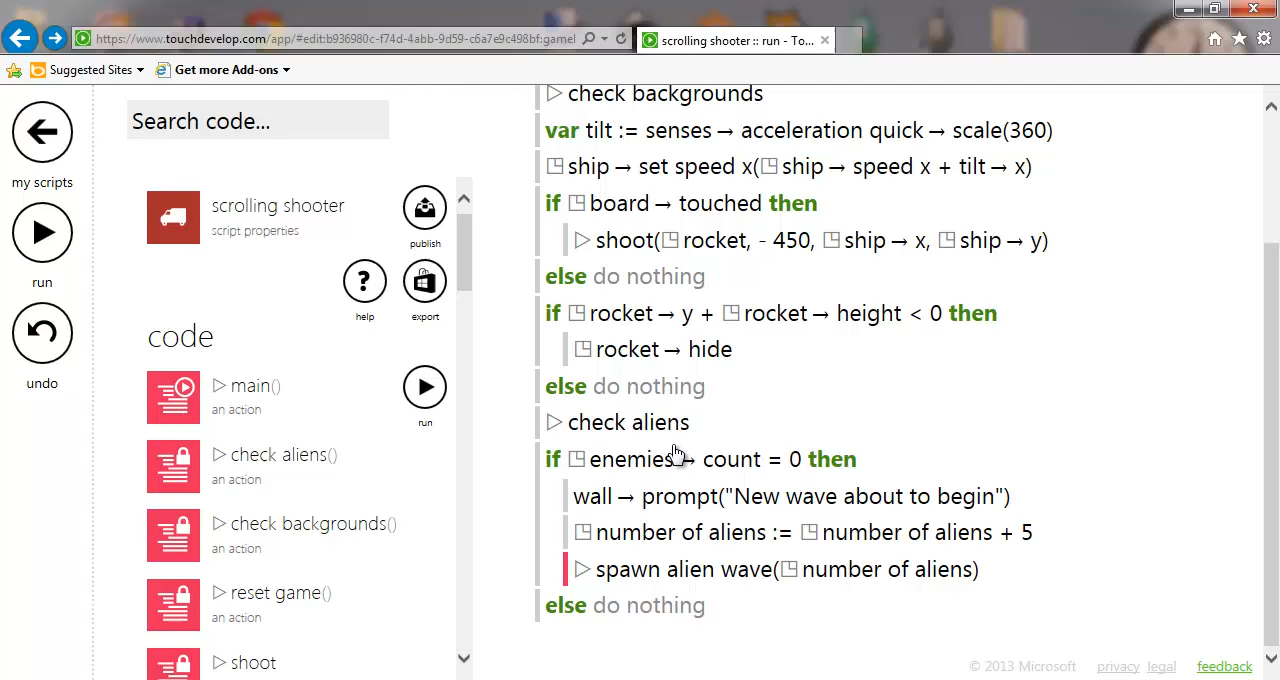 https://www.touchdevelop.com/app/#edit:b936980c-f74d-4abb-9d59-c6a7e9c498bf:gamel
scrolling shooter :: run - To...
Suggested Sites
Get more Add-ons
my scripts
run
undo
Search code...
scrolling shooter
script properties
publish
help
export
code
main()
an action
run
check aliens()
an action
check backgrounds()
an action
reset game()
an action
shoot
check backgrounds
var tilt := senses → acceleration quick → scale(360)
ship → set speed x(ship → speed x + tilt → x)
if board → touched then
shoot(rocket, - 450, ship → x, ship → y)
else do nothing
if rocket → y + rocket → height < 0 then
rocket → hide
else do nothing
check aliens
if enemies → count = 0 then
wall → prompt("New wave about to begin")
number of aliens := number of aliens + 5
spawn alien wave(number of aliens)
else do nothing
© 2013 Microsoft privacy legal feedback